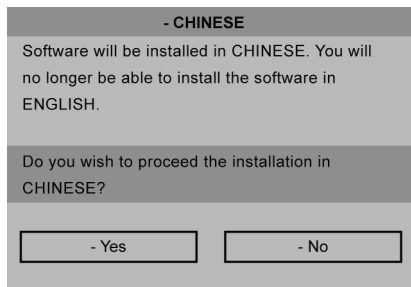 - CHINESE
Software will be installed in CHINESE. You will
no longer be able to install the software in
ENGLISH.
Do you wish to proceed the installation in
CHINESE?
- Yes
- No